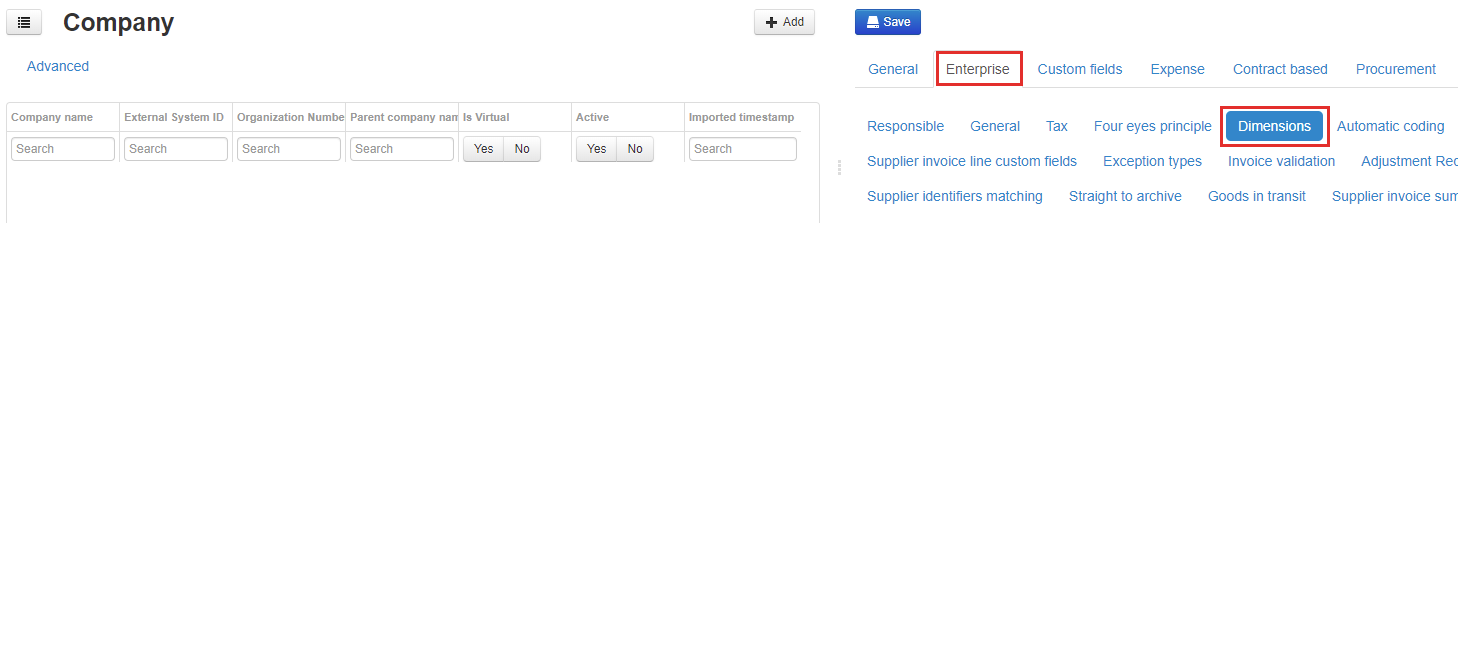 Company
Add
Advanced
Company name External System ID Organization Numbe Parent company nam Is Virtual Active Imported timestamp
Search Search Search Search Yes No Yes No Search
Save
General Enterprise Custom fields Expense Contract based Procurement
Responsible General Tax Four eyes principle Dimensions Automatic coding
Supplier invoice line custom fields Exception types Invoice validation Adjustment Rec
Supplier identifiers matching Straight to archive Goods in transit Supplier invoice sum